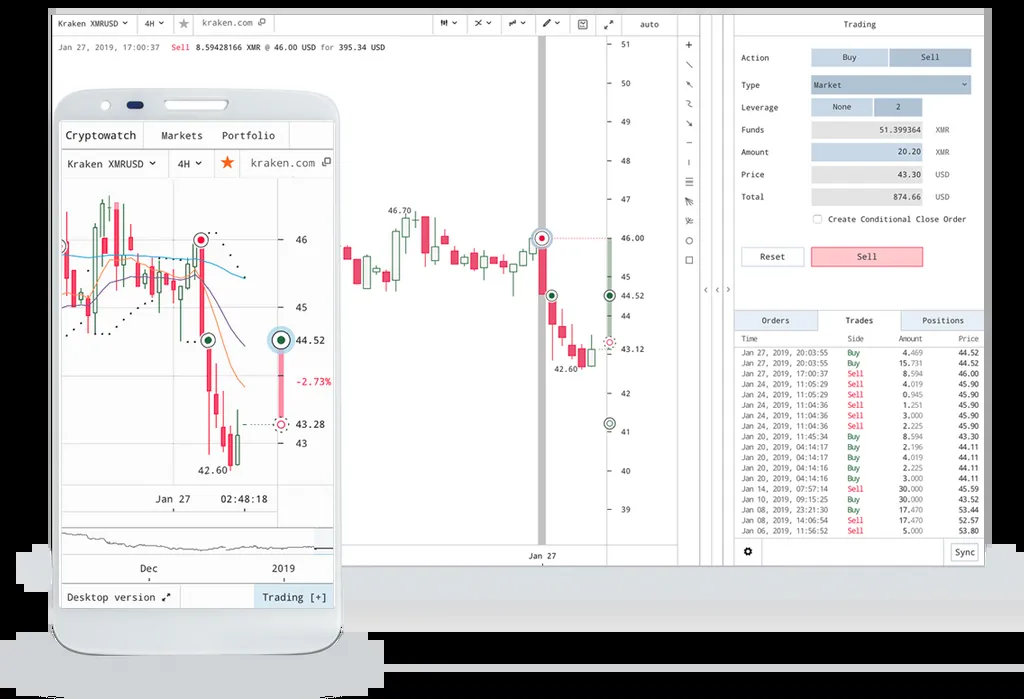 Kraken XMRUSD 4H kraken.com auto
Jan 27, 2019, 17:00:37 Sell 8.59428166 XMR @ 46.00 USD for 395.34 USD
51
50
49
48
47
46.70
46.00
45
44.52
44
43.12
42.60
42
41
40
39
Jan 27
Cryptowatch Markets Portfolio
Kraken XMRUSD 4H kraken.com
46
45
44.52
-2.73%
43.28
43
42.60
Jan 27 02:48:18
Dec 2019
Desktop version Trading [+]
Trading
Action Buy Sell
Type Market
Leverage None 2
Funds 51.399364 XMR
Amount 20.20 XMR
Price 43.30 USD
Total 874.66 USD
Create Conditional Close Order
Reset Sell
Orders Trades Positions
Time Side Amount Price
Jan 27, 2019, 20:03:55 Buy 4.469 44.52
Jan 27, 2019, 20:03:55 Buy 15.731 44.52
Jan 27, 2019, 17:00:37 Sell 8.594 46.00
Jan 24, 2019, 11:05:29 Sell 4.019 45.90
Jan 24, 2019, 11:05:29 Sell 0.945 45.90
Jan 24, 2019, 11:04:36 Sell 1.251 45.90
Jan 24, 2019, 11:04:36 Sell 3.000 45.90
Jan 24, 2019, 11:04:36 Sell 2.225 45.90
Jan 20, 2019, 11:45:34 Buy 8.594 43.30
Jan 20, 2019, 04:14:17 Buy 2.196 44.11
Jan 20, 2019, 04:14:17 Buy 4.019 44.11
Jan 20, 2019, 04:14:16 Buy 2.225 44.11
Jan 20, 2019, 04:14:16 Buy 3.000 44.11
Jan 14, 2019, 07:57:14 Sell 30.000 45.59
Jan 10, 2019, 09:15:25 Buy 30.000 43.52
Jan 08, 2019, 23:21:30 Buy 17.470 53.44
Jan 08, 2019, 14:06:54 Sell 17.470 52.57
Jan 06, 2019, 11:56:52 Sell 5.000 53.80
Sync